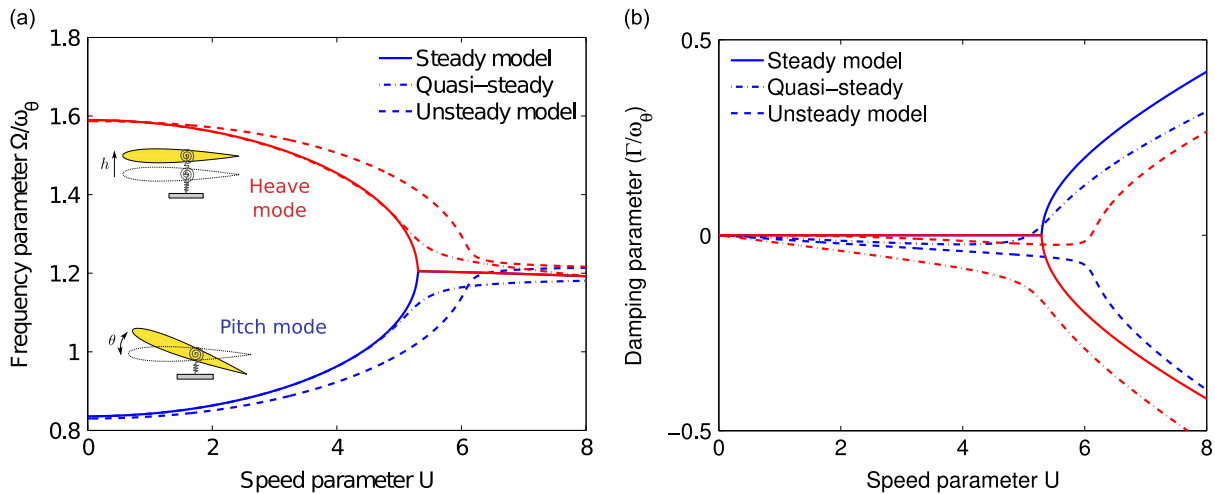 (a)
1.8
1.6
1.4
1.2
1
0.8
0
2
4
6
8
Frequency parameter Ω/ω_θ
Speed parameter U
Steady model
Quasi-steady
Unsteady model
h
Heave
mode
θ
Pitch mode
(b)
0.5
0
-0.5
0
2
4
6
8
Damping parameter (Γ/ω_θ)
Speed parameter U
Steady model
Quasi-steady
Unsteady model